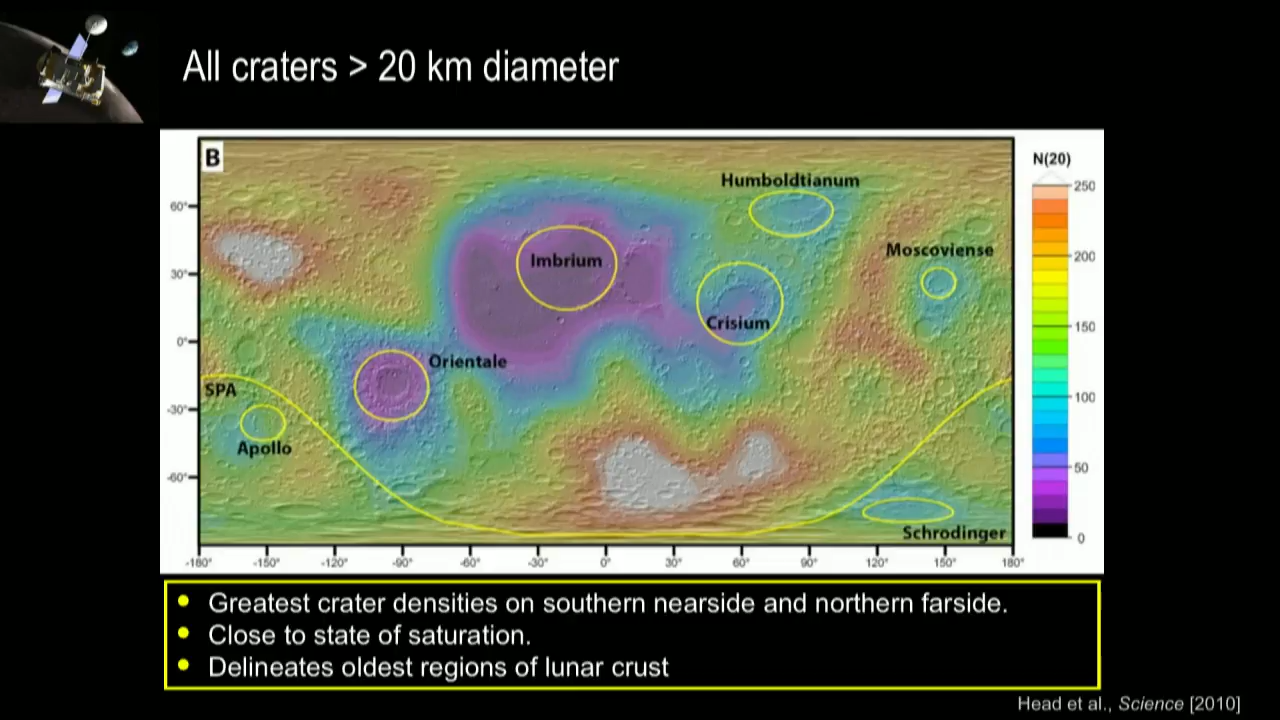 All craters > 20 km diameter
B
N(20)
Humboldtianum
250
60°
Moscoviense
200
Imbrium
30°
150
Crisium
0°
Orientale
SPA
100
-30°
Apollo
50
-60°
Schrodinger
0
-180° -150° -120° -90° -60° -30° 0° 30° 60° 90° 120° 150° 180°
• Greatest crater densities on southern nearside and northern farside.
• Close to state of saturation.
• Delineates oldest regions of lunar crust
Head et al., Science [2010]